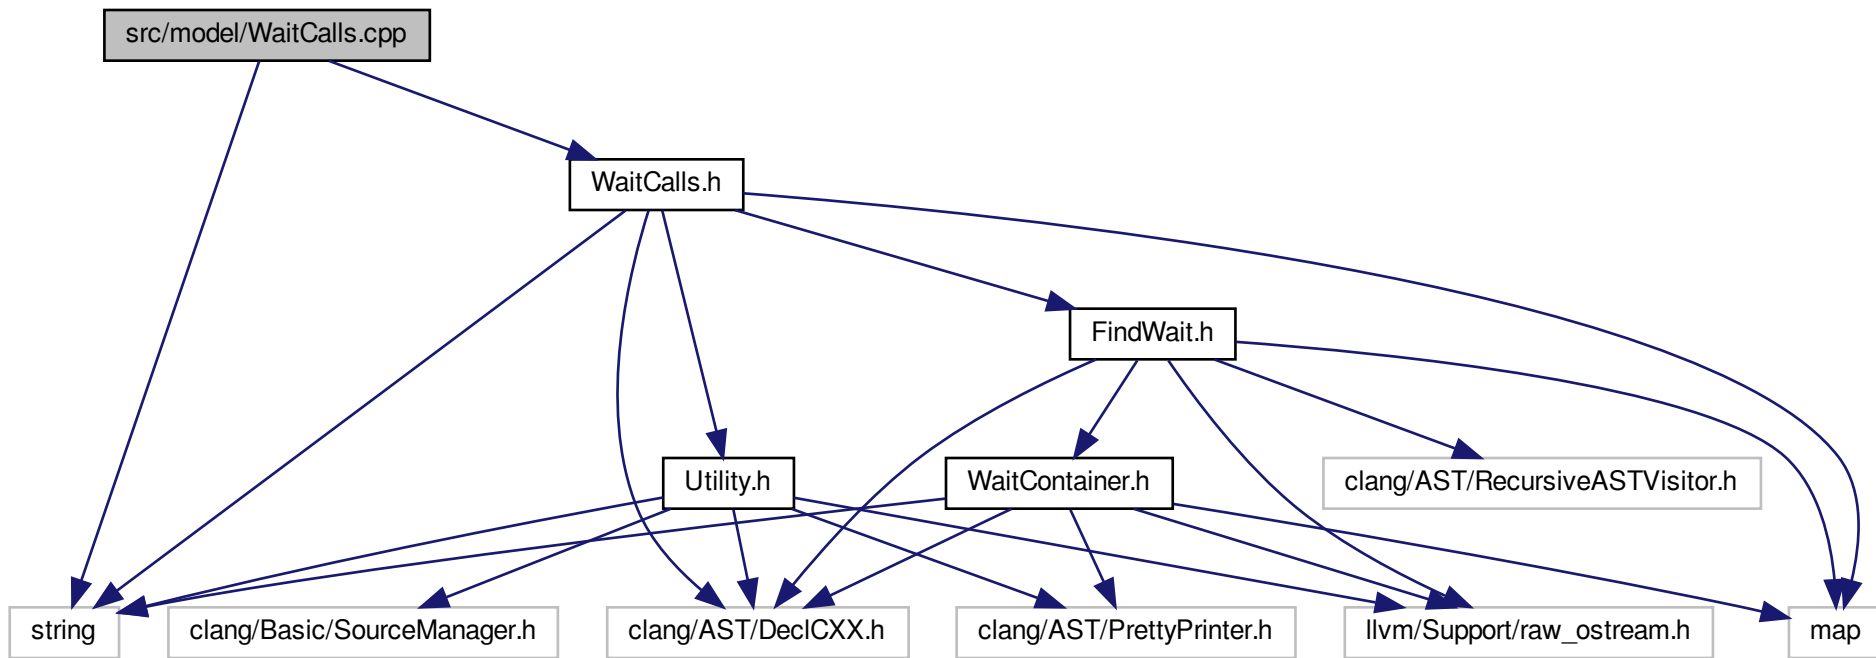 src/model/WaitCalls.cpp
WaitCalls.h
FindWait.h
Utility.h
WaitContainer.h
clang/AST/RecursiveASTVisitor.h
string
clang/Basic/SourceManager.h
clang/AST/DeclCXX.h
clang/AST/PrettyPrinter.h
llvm/Support/raw_ostream.h
map